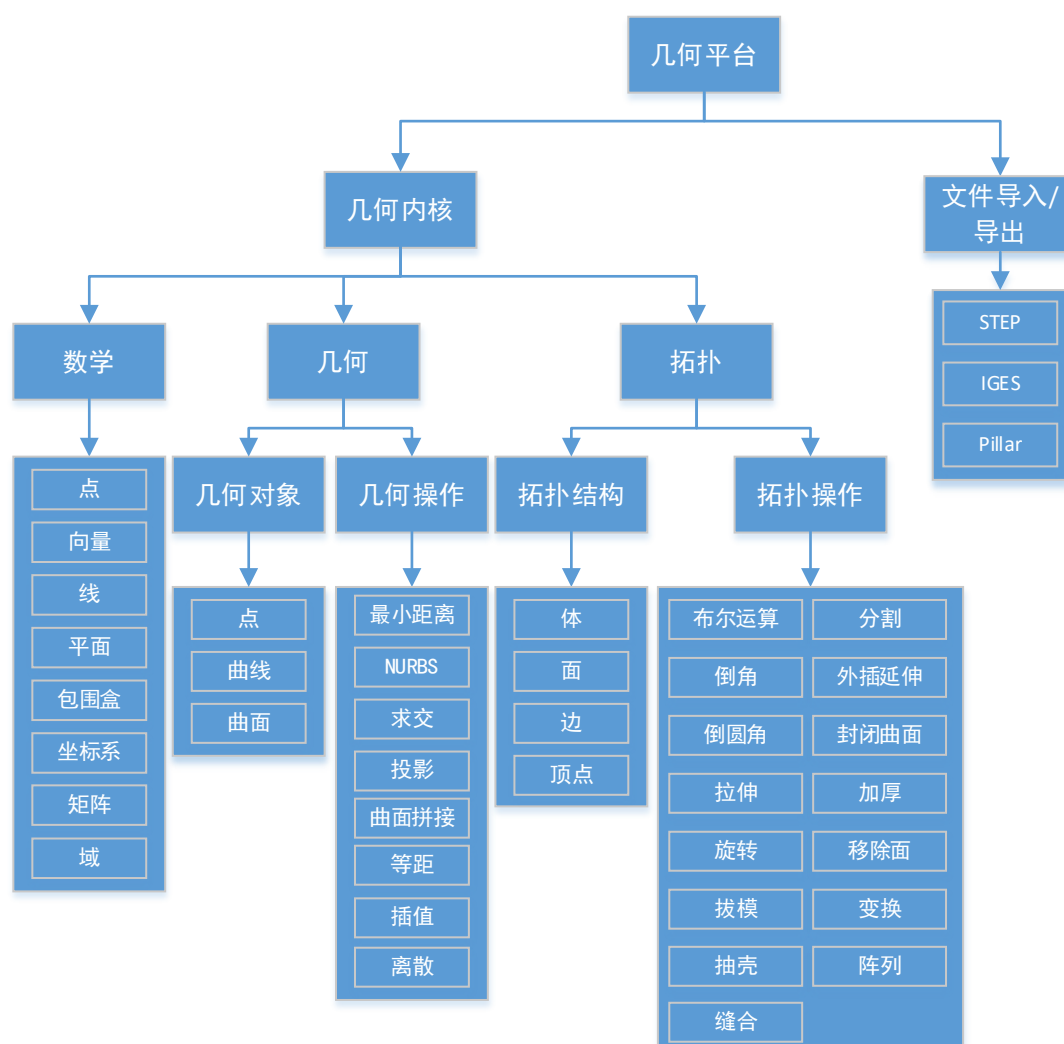 几何平台
几何内核
文件导入/
导出
数学
几何
拓扑
STEP
IGES
Pillar
点
向量
线
平面
包围盒
坐标系
矩阵
域
几何对象
点
曲线
曲面
几何操作
最小距离
NURBS
求交
投影
曲面拼接
等距
插值
离散
拓扑结构
体
面
边
顶点
拓扑操作
布尔运算
分割
倒角
外插延伸
倒圆角
封闭曲面
拉伸
加厚
旋转
移除面
拔模
变换
抽壳
阵列
缝合